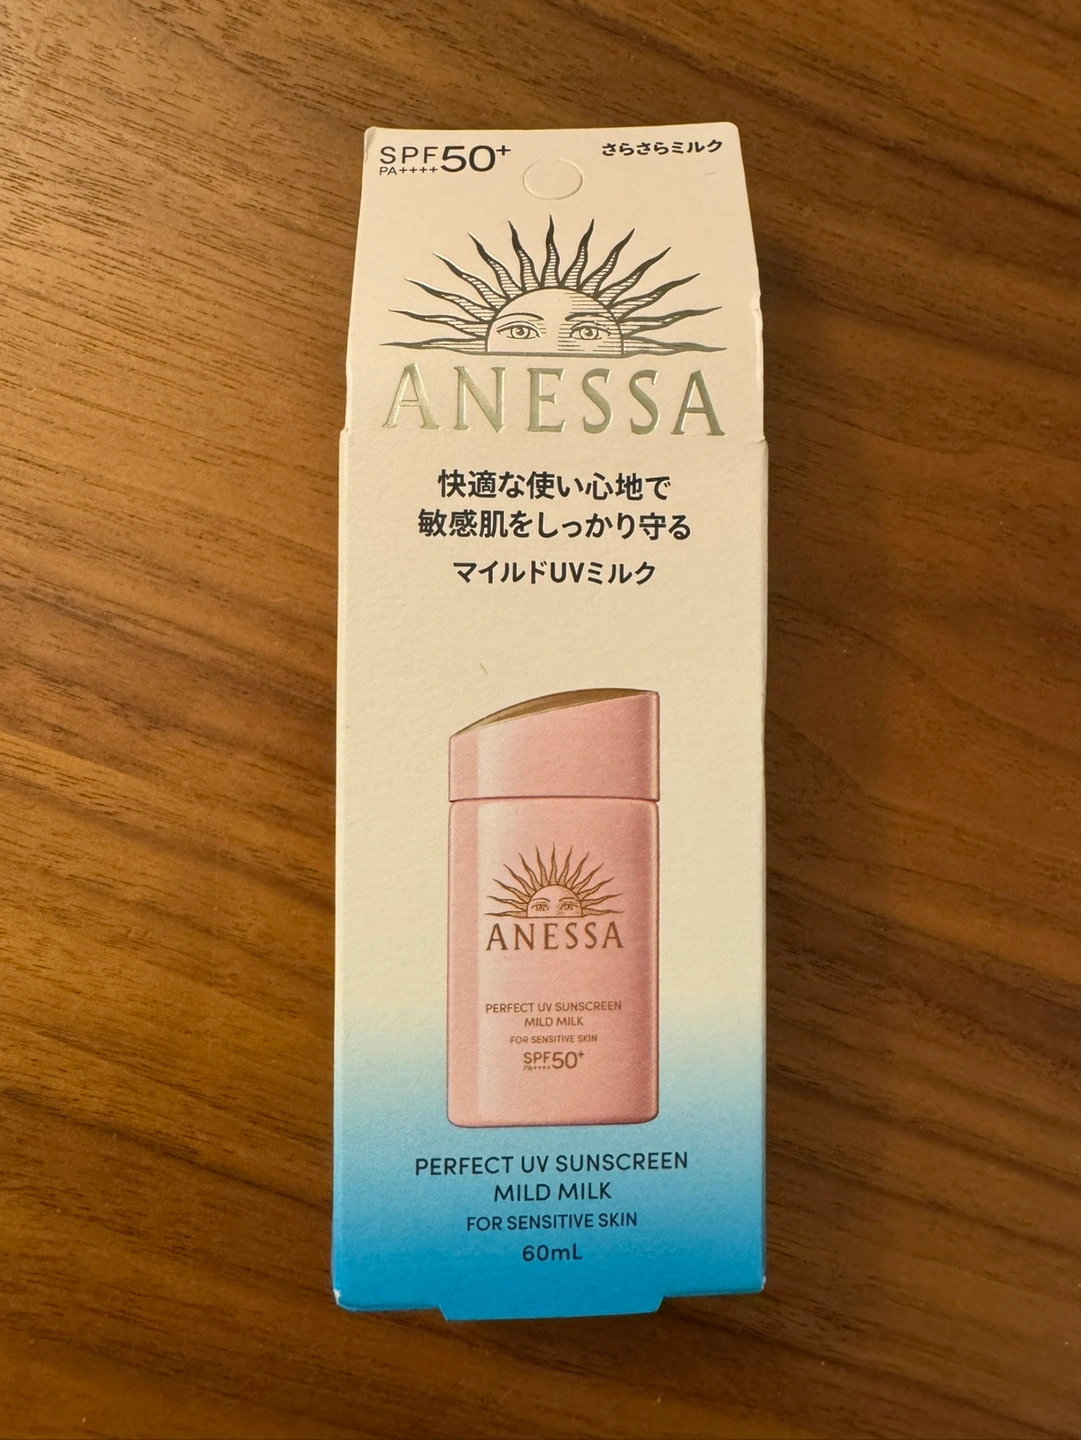 SPF50+
PA++++
さらさらミルク
ANESSA
快適な使い心地で
敏感肌をしっかり守る
マイルドUVミルク
ANESSA
PERFECT UV SUNSCREEN
MILD MILK
FOR SENSITIVE SKIN
SPF50+
PA++++
PERFECT UV SUNSCREEN
MILD MILK
FOR SENSITIVE SKIN
60mL